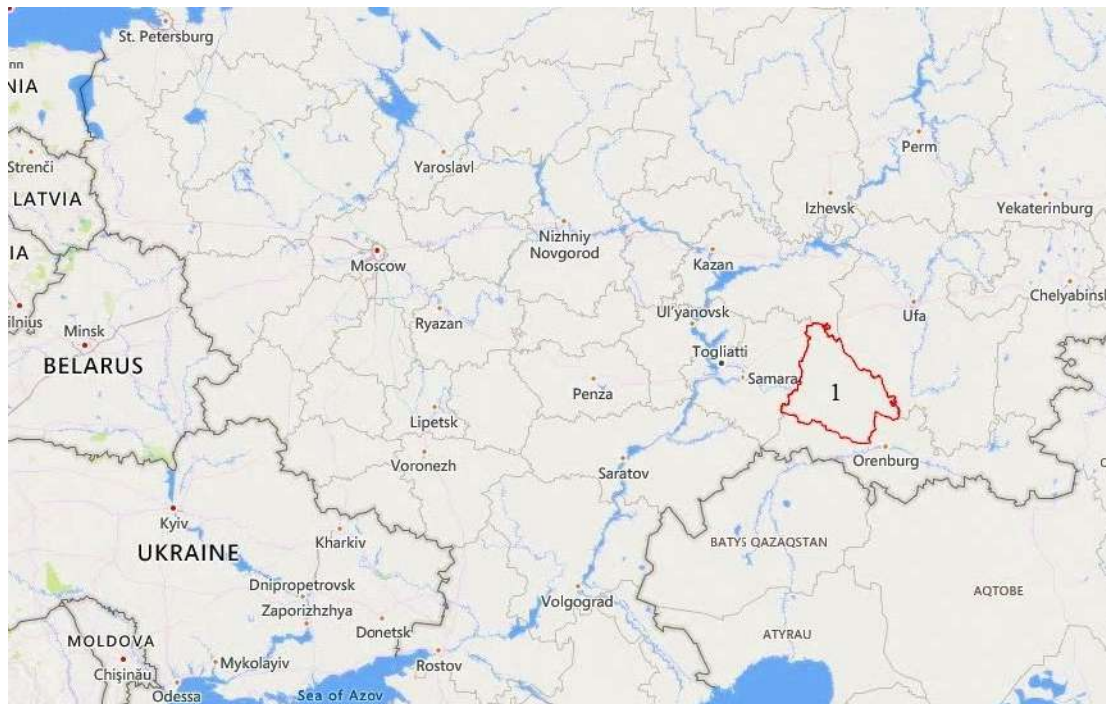 St. Petersburg
nn
NIA
Strenči
LATVIA
Yaroslavl
Perm
Izhevsk
Yekaterinburg
IA
Moscow
Nizhniy
Novgorod
Kazan
Chelyabinsk
ilnius
Minsk
Ryazan
Ul'yanovsk
Ufa
BELARUS
Togliatti
Samara
1
Penza
Lipetsk
Voronezh
Saratov
Orenburg
Kyiv
Kharkiv
UKRAINE
BATYS QAZAQSTAN
Dnipropetrovsk
Zaporizhzhya
Volgograd
AQTOBE
Donetsk
ATYRAU
MOLDOVA
Chişinău
Mykolayiv
Rostov
Odessa
Sea of Azov